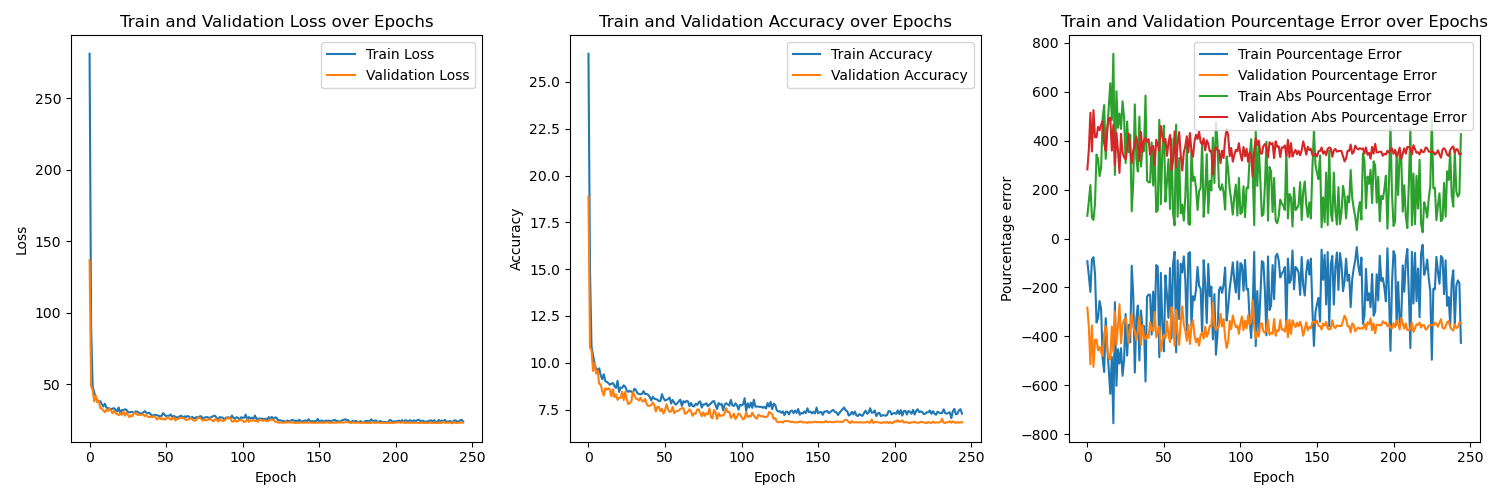 Train and Validation Loss over Epochs
Train Loss
Validation Loss
Loss
250
200
150
100
50
0
50
100
150
200
250
Epoch
Train and Validation Accuracy over Epochs
Train Accuracy
Validation Accuracy
Accuracy
25.0
22.5
20.0
17.5
15.0
12.5
10.0
7.5
0
50
100
150
200
250
Epoch
Train and Validation Pourcentage Error over Epochs
Train Pourcentage Error
Validation Pourcentage Error
Train Abs Pourcentage Error
Validation Abs Pourcentage Error
Pourcentage error
800
600
400
200
0
−200
−400
−600
−800
0
50
100
150
200
250
Epoch